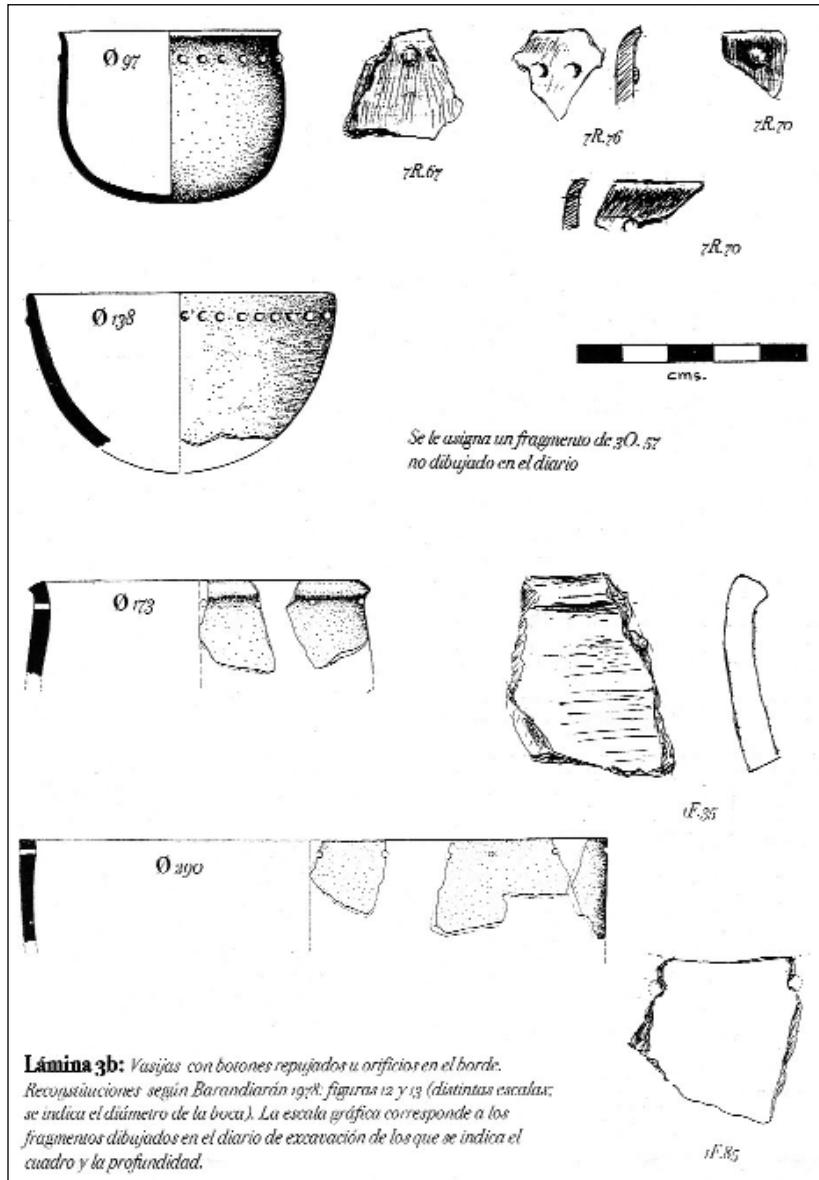 Ø 97
7R.67
7R.76
7R.70
7R.70
Ø 138
cms.
Se le asigna un fragmento de 3O.57
no dibujado en el diario
Ø 173
1F.35
Ø 290
1F.85
Lámina 3b: Vasijas con botones repujados u orificios en el borde.
Reconstituciones según Barandiarán 1978: figuras 12 y 13 (distintas escalas;
se indica el diámetro de la boca). La escala gráfica corresponde a los
fragmentos dibujados en el diario de excavación de los que se indica el
cuadro y la profundidad.